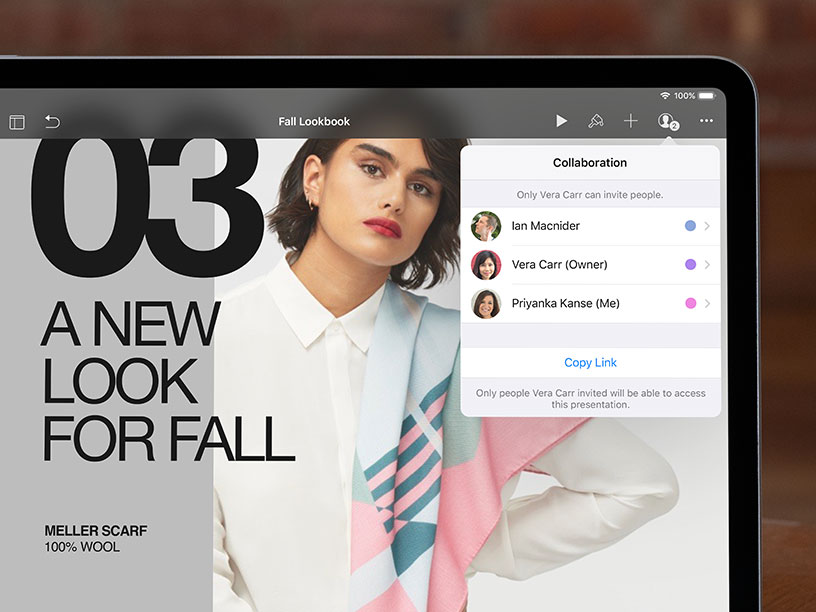 100%
Fall Lookbook
2
03
A NEW
LOOK
FOR FALL
MELLER SCARF
100% WOOL
Collaboration
Only Vera Carr can invite people.
Ian Macnider
Vera Carr (Owner)
Priyanka Kanse (Me)
Copy Link
Only people Vera Carr invited will be able to access
this presentation.